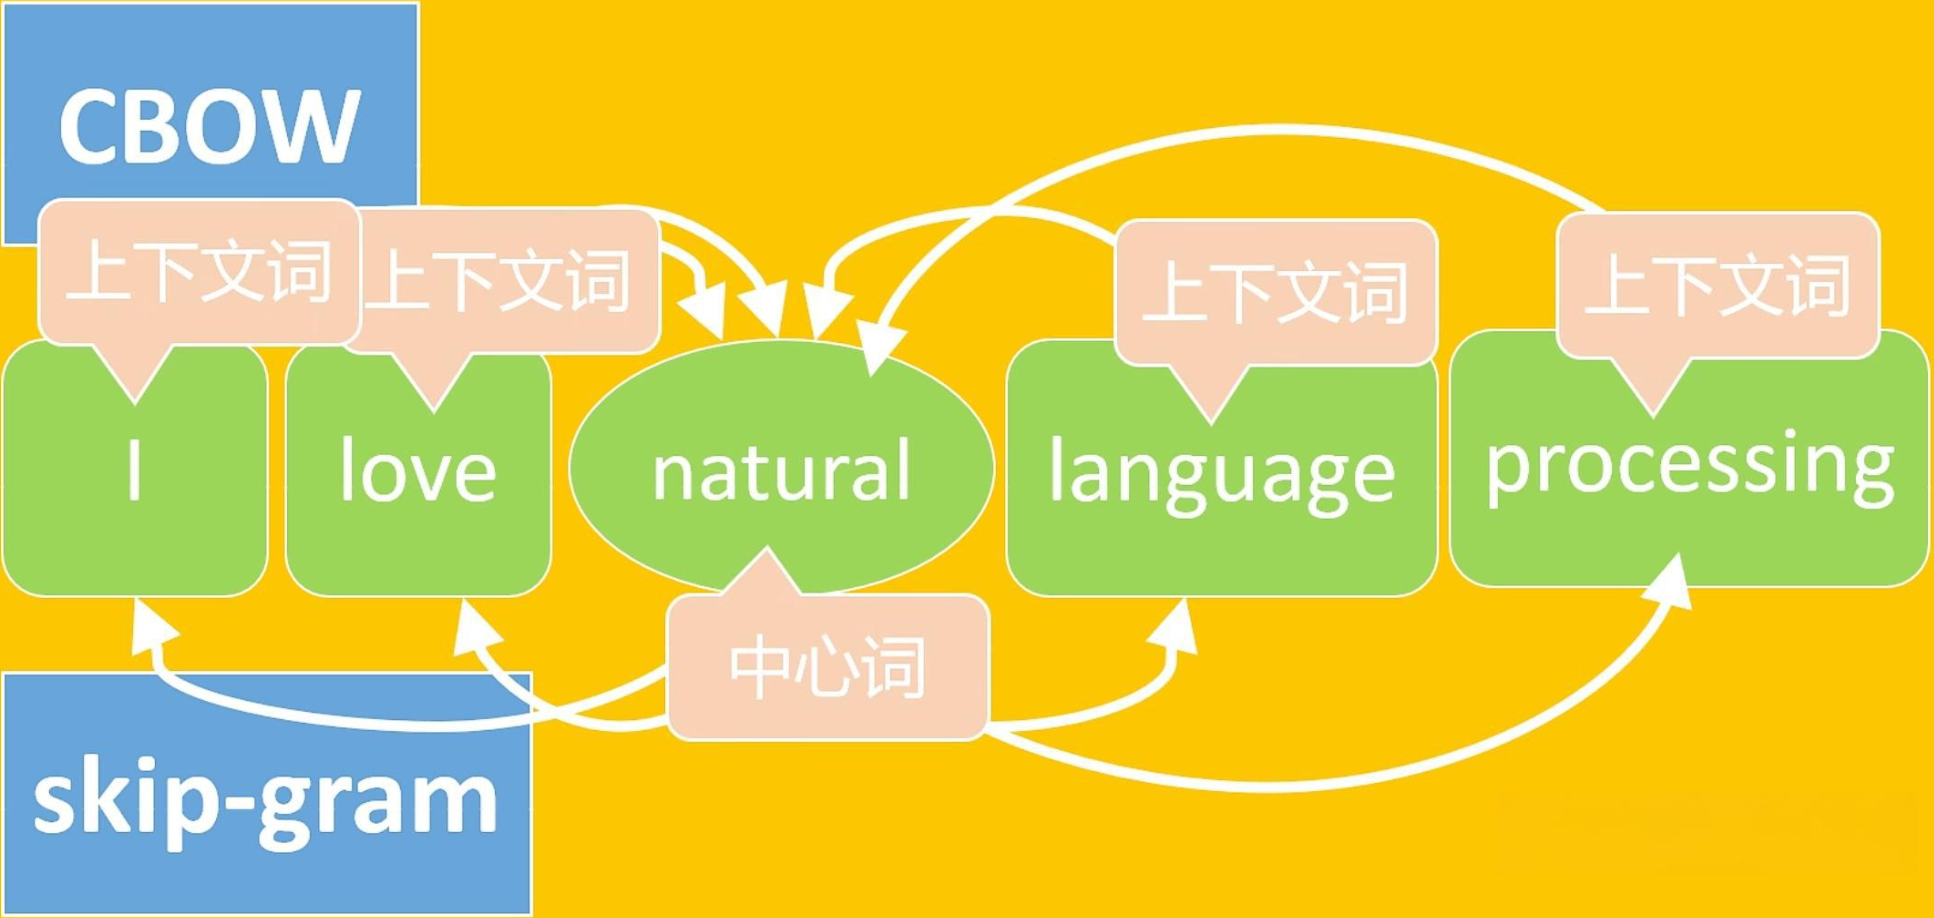 CBOW
上下文词
上下文词
上下文词
上下文词
I
love
natural
language
processing
中心词
skip-gram